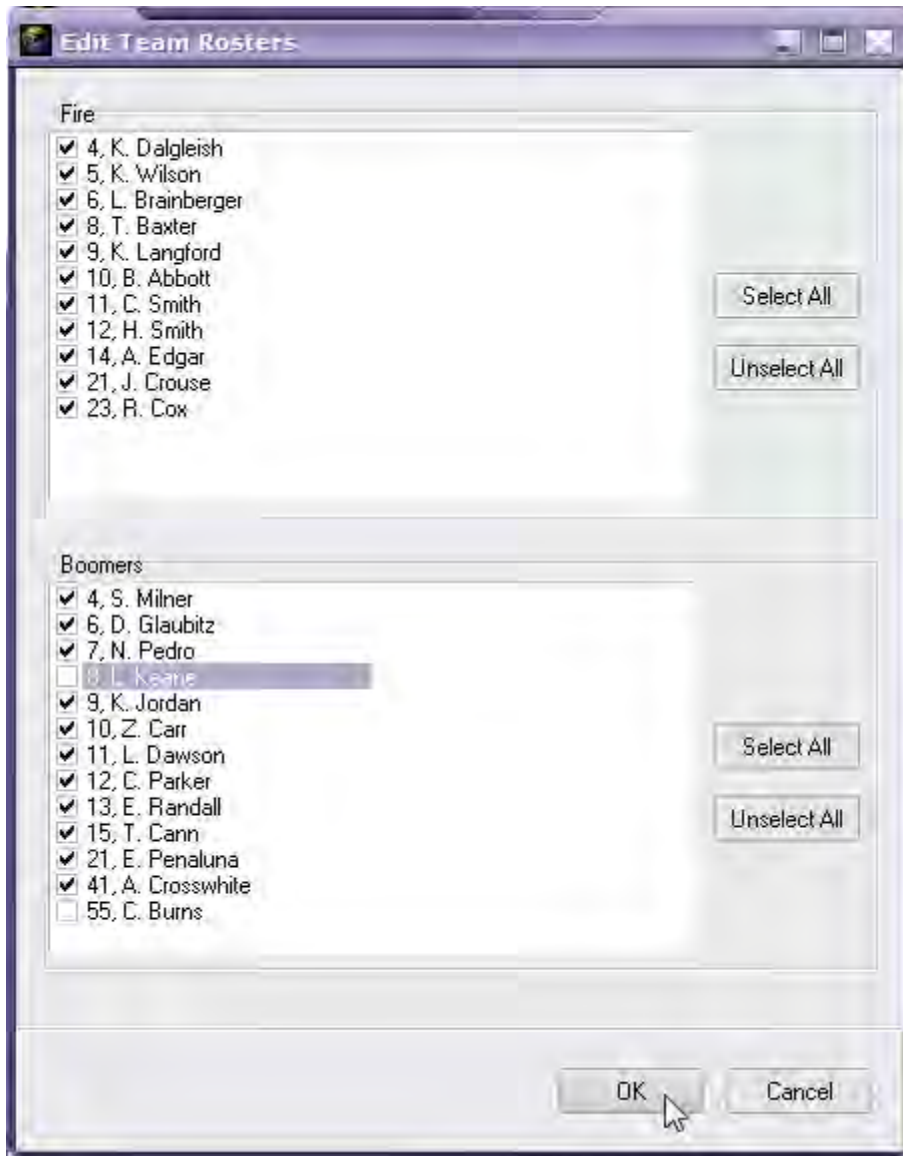 Edit Team Rosters
Fire
4, K. Dalgleish
5, K. Wilson
6, L. Brainberger
8, T. Baxter
9, K. Langford
10, B. Abbott
11, C. Smith
12, H. Smith
14, A. Edgar
21, J. Crouse
23, R. Cox
Select All
Unselect All
Boomers
4, S. Milner
6, D. Glaubitz
7, N. Pedro
8, L. Keane
9, K. Jordan
10, Z. Carr
11, L. Dawson
12, C. Parker
13, E. Randall
15, T. Cann
21, E. Penaluna
41, A. Crosswhite
55, C. Burns
Select All
Unselect All
OK
Cancel